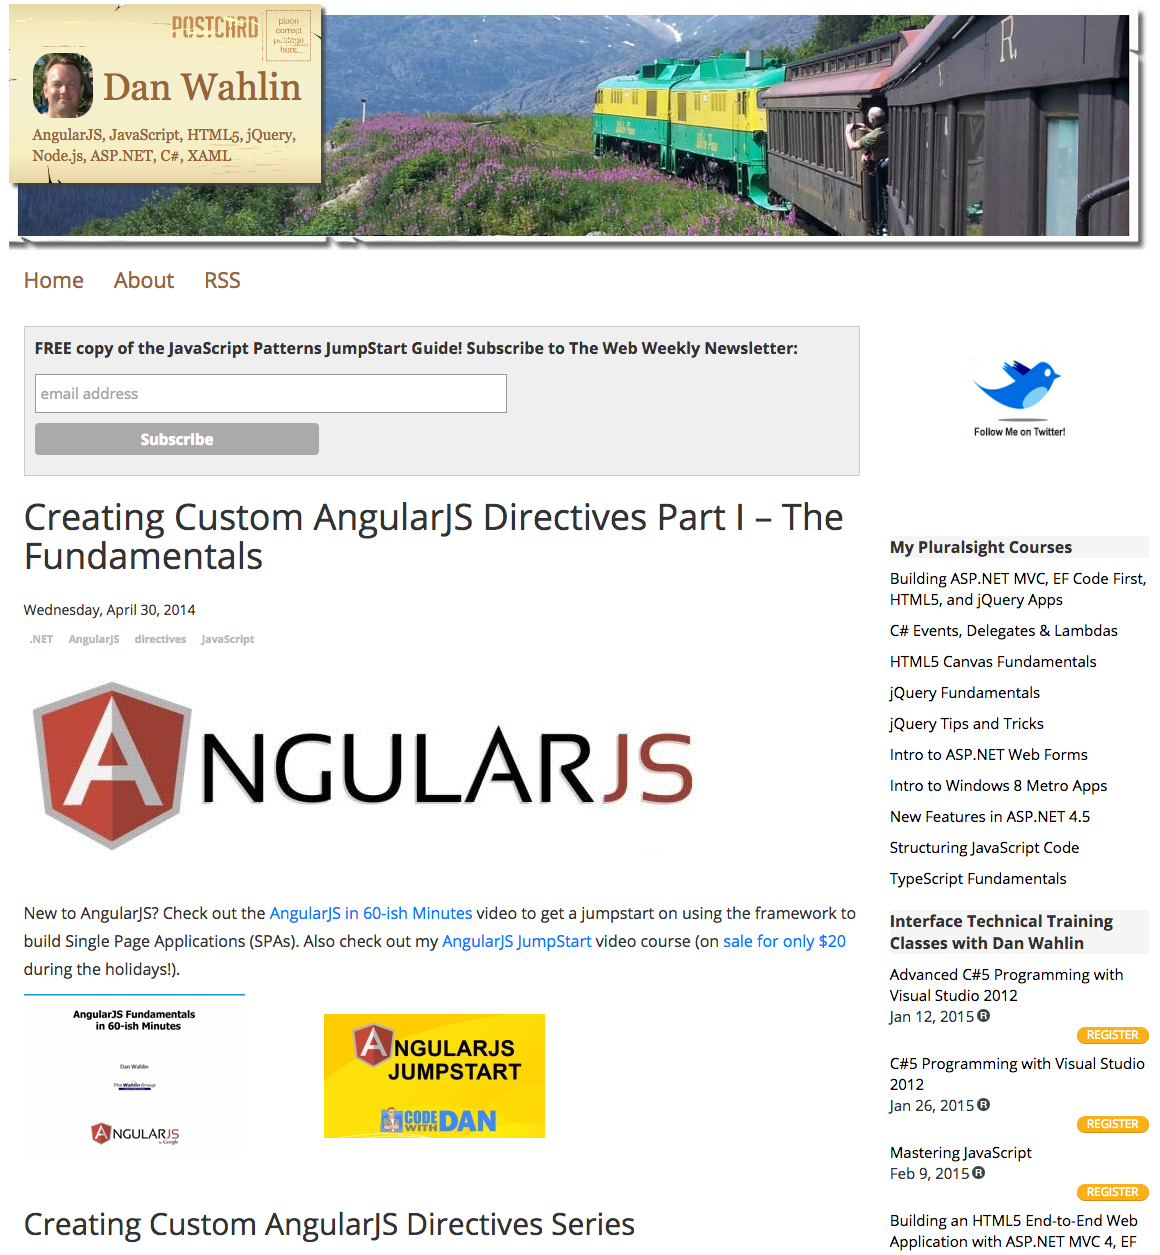 POSTCARD
place
correct
postage
here...
Dan Wahlin
AngularJS, JavaScript, HTML5, jQuery,
Node.js, ASP.NET, C#, XAML
R.
Home About RSS
FREE copy of the JavaScript Patterns JumpStart Guide! Subscribe to The Web Weekly Newsletter:
email address
Subscribe
Creating Custom AngularJS Directives Part I – The
Fundamentals
Wednesday, April 30, 2014
.NET AngularJS directives JavaScript
ANGULARJS
New to AngularJS? Check out the AngularJS in 60-ish Minutes video to get a jumpstart on using the framework to
build Single Page Applications (SPAs). Also check out my AngularJS JumpStart video course (on sale for only $20
during the holidays!).
AngularJS Fundamentals
in 60-ish Minutes
Dan Wahlin
The Wahlin Group
ANGULARJS
by Google
ANGULARJS
JUMPSTART
CODE
WITH
DAN
Creating Custom AngularJS Directives Series
Follow Me on Twitter!
My Pluralsight Courses
Building ASP.NET MVC, EF Code First,
HTML5, and jQuery Apps
C# Events, Delegates & Lambdas
HTML5 Canvas Fundamentals
jQuery Fundamentals
jQuery Tips and Tricks
Intro to ASP.NET Web Forms
Intro to Windows 8 Metro Apps
New Features in ASP.NET 4.5
Structuring JavaScript Code
TypeScript Fundamentals
Interface Technical Training
Classes with Dan Wahlin
Advanced C#5 Programming with
Visual Studio 2012
Jan 12, 2015 R
REGISTER
C#5 Programming with Visual Studio
2012
Jan 26, 2015 R
REGISTER
Mastering JavaScript
Feb 9, 2015 R
REGISTER
Building an HTML5 End-to-End Web
Application with ASP.NET MVC 4, EF